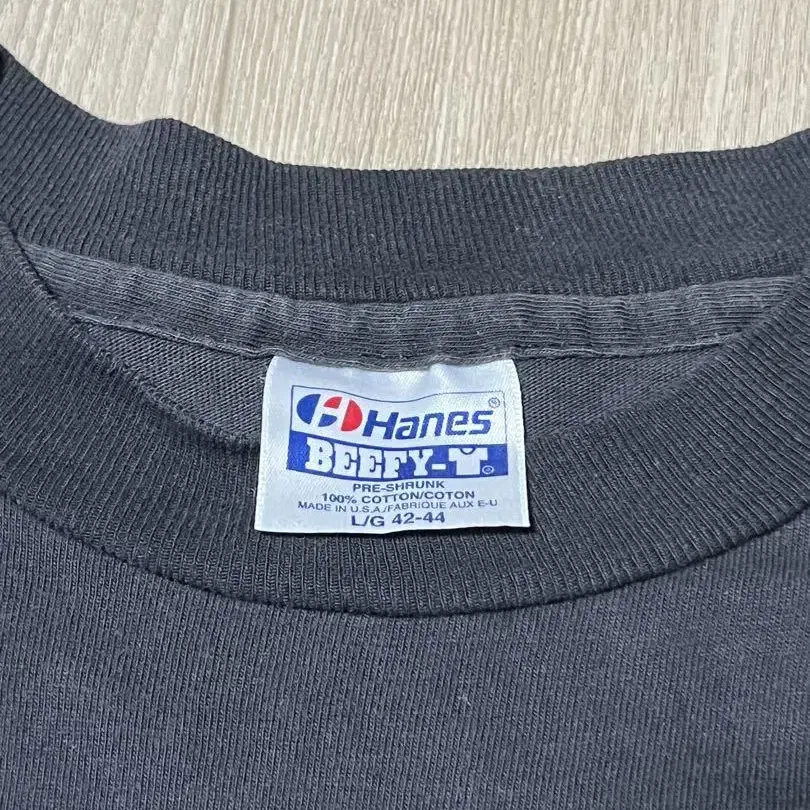 Hanes®
BEEFY-T®
PRE-SHRUNK
100% COTTON/COTON
MADE IN U.S.A./FABRIQUE AUX E-U
L/G 42-44